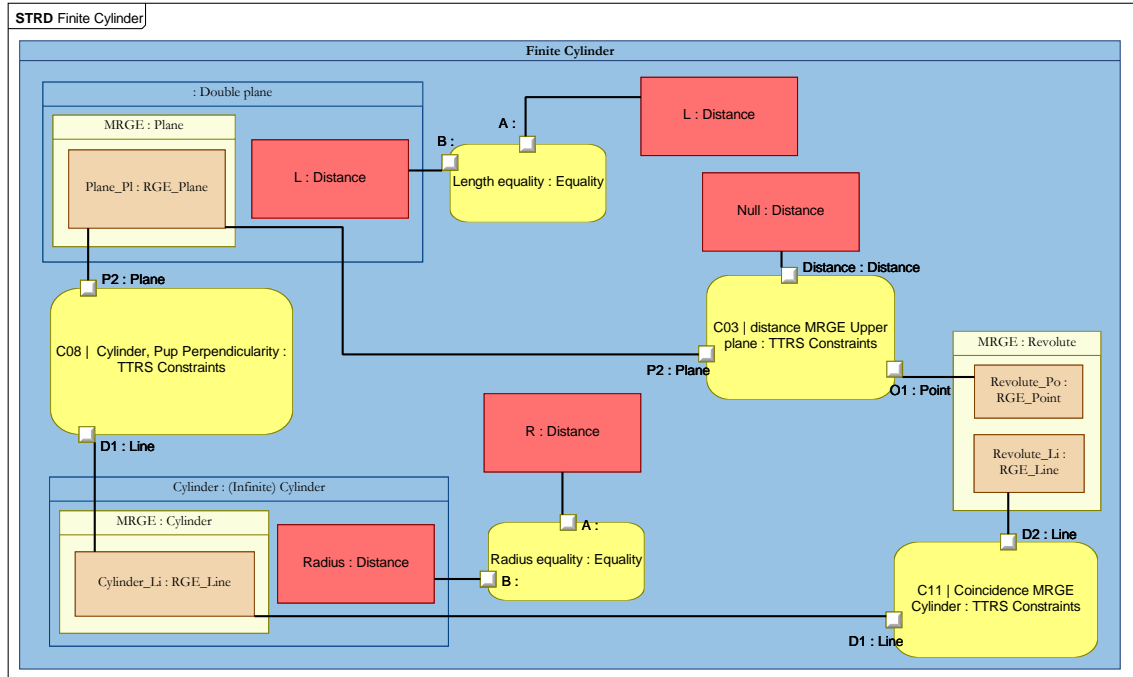 STRD Finite Cylinder
Finite Cylinder
: Double plane
MRGE : Plane
Plane_Pl : RGE_Plane
L : Distance
B :
A :
Length equality : Equality
L : Distance
Null : Distance
Distance : Distance
P2 : Plane
C08 |  Cylinder, Pup Perpendicularity :
TTRS Constraints
D1 : Line
C03 | distance MRGE Upper
plane : TTRS Constraints
P2 : Plane
O1 : Point
MRGE : Revolute
Revolute_Po :
RGE_Point
Revolute_Li :
RGE_Line
R : Distance
Cylinder : (Infinite) Cylinder
MRGE : Cylinder
Cylinder_Li : RGE_Line
Radius : Distance
A :
Radius equality : Equality
B :
D2 : Line
C11 | Coincidence MRGE
Cylinder : TTRS Constraints
D1 : Line